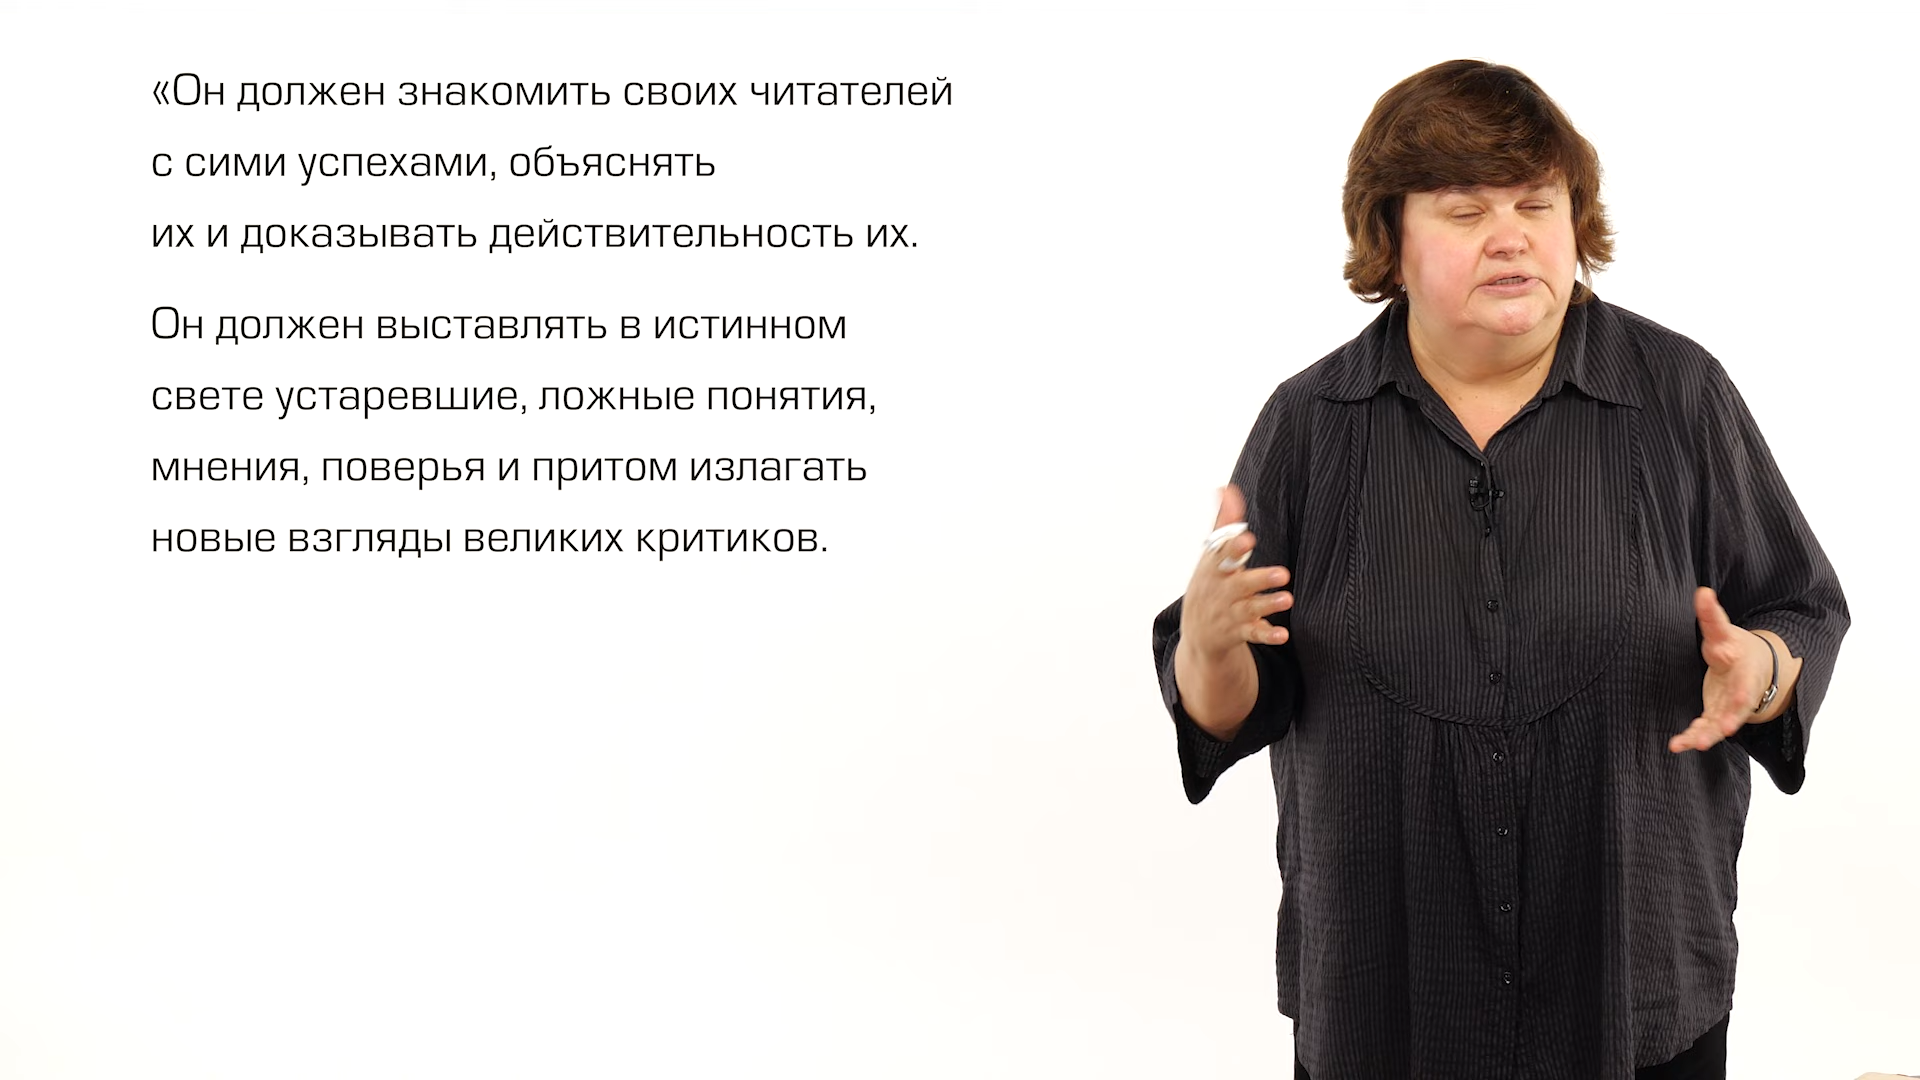 «Он должен знакомить своих читателей
с сими успехами, объяснять
их и доказывать действительность их.
Он должен выставлять в истинном
свете устаревшие, ложные понятия,
мнения, поверья и притом излагать
новые взгляды великих критиков.